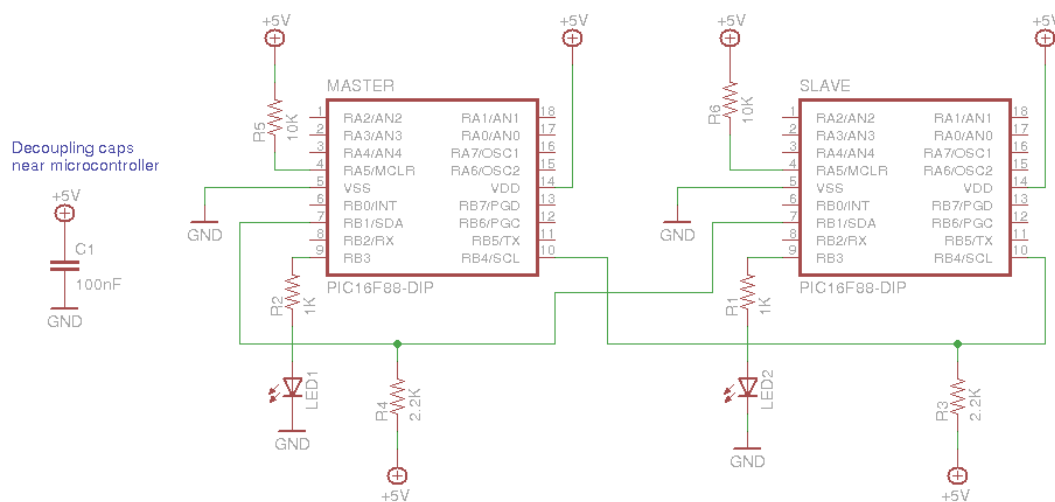 +5V
+5V
+5V
+5V
MASTER
SLAVE
R5
10K
R6
10K
1 RA2/AN2 RA1/AN1 18
2 RA3/AN3 RA0/AN0 17
3 RA4/AN4 RA7/OSC1 16
4 RA5/MCLR RA6/OSC2 15
5 VSS VDD 14
6 RB0/INT RB7/PGD 13
7 RB1/SDA RB6/PGC 12
8 RB2/RX RB5/TX 11
9 RB3 RB4/SCL 10
PIC16F88-DIP
1 RA2/AN2 RA1/AN1 18
2 RA3/AN3 RA0/AN0 17
3 RA4/AN4 RA7/OSC1 16
4 RA5/MCLR RA6/OSC2 15
5 VSS VDD 14
6 RB0/INT RB7/PGD 13
7 RB1/SDA RB6/PGC 12
8 RB2/RX RB5/TX 11
9 RB3 RB4/SCL 10
PIC16F88-DIP
Decoupling caps
near microcontroller
+5V
C1
100nF
GND
GND
GND
R2
1K
R1
1K
LED1
GND
R4
2.2K
+5V
LED2
GND
R3
2.2K
+5V